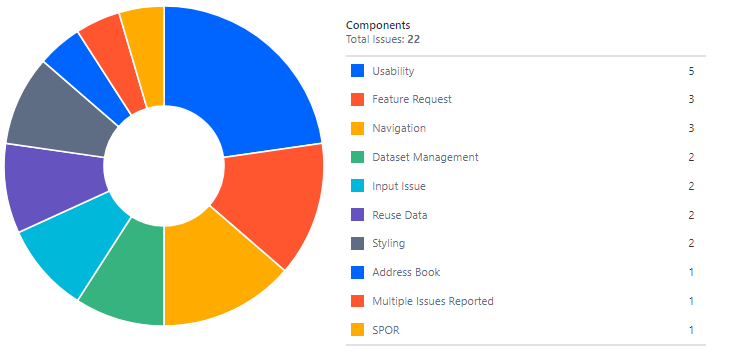 Components
Total Issues: 22
Usability 5
Feature Request 3
Navigation 3
Dataset Management 2
Input Issue 2
Reuse Data 2
Styling 2
Address Book 1
Multiple Issues Reported 1
SPOR 1